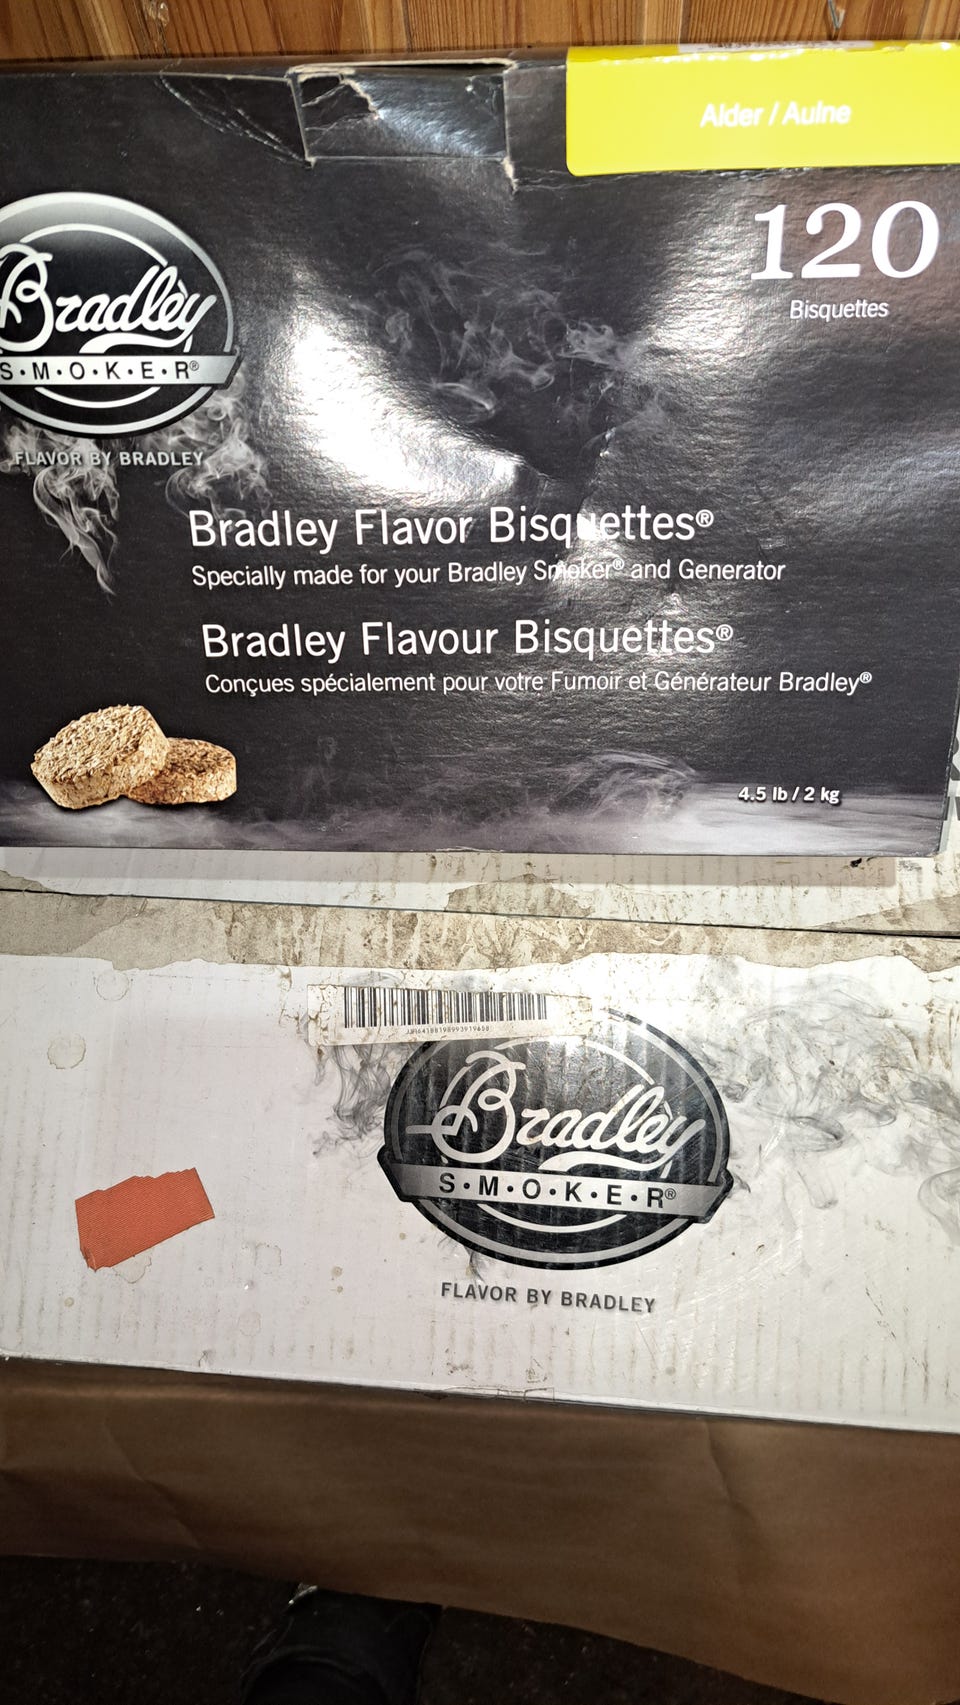 Alder / Aulne
120
Bisquettes
Bradley
S·M·O·K·E·R®
FLAVOR BY BRADLEY
Bradley Flavor Bisquettes®
Specially made for your Bradley Smoker® and Generator
Bradley Flavour Bisquettes®
Conçues spécialement pour votre Fumoir et Générateur Bradley®
4.5 lb / 2 kg
Bradley
S·M·O·K·E·R®
FLAVOR BY BRADLEY